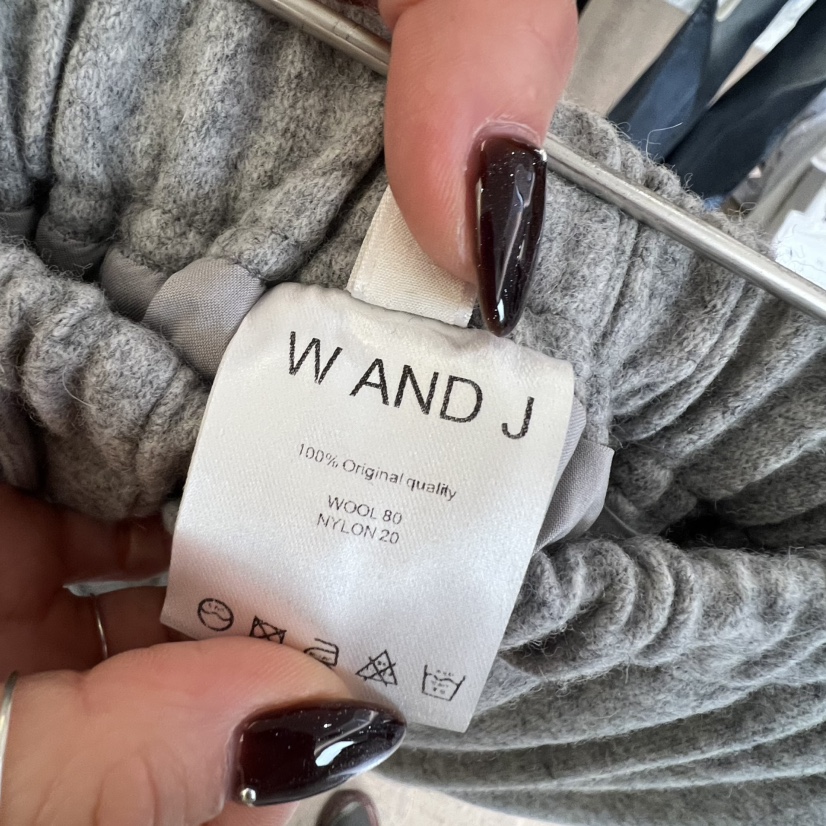 W AND J
100% Original quality
WOOL 80
NYLON 20